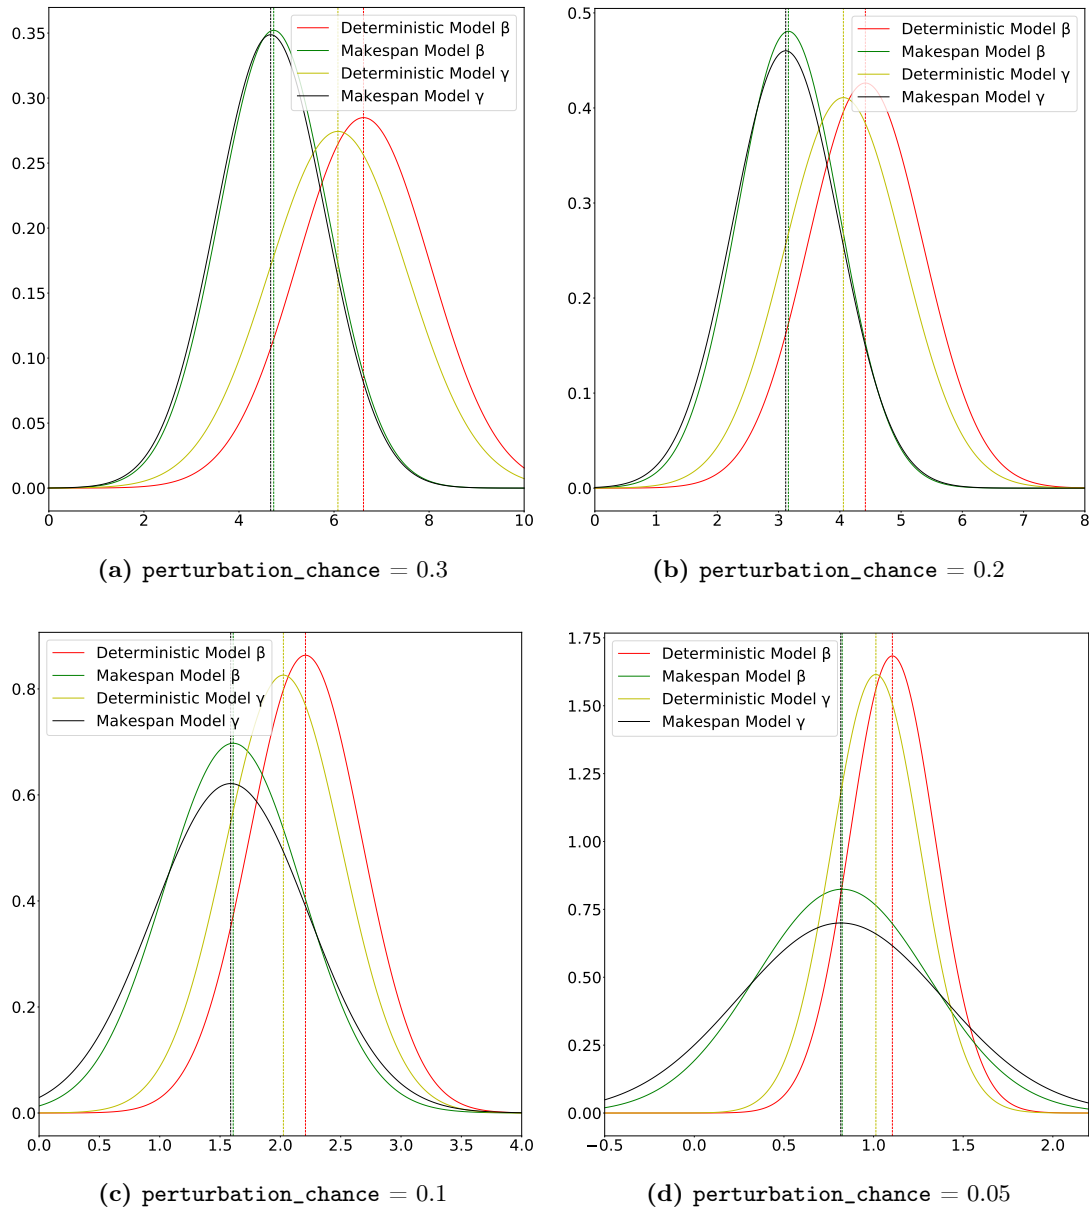 0.35
0.30
0.25
0.20
0.15
0.10
0.05
0.00
0
2
4
6
8
10
Deterministic Model β
Makespan Model β
Deterministic Model γ
Makespan Model γ
(a) perturbation_chance = 0.3
0.5
0.4
0.3
0.2
0.1
0.0
0
1
2
3
4
5
6
7
8
Deterministic Model β
Makespan Model β
Deterministic Model γ
Makespan Model γ
(b) perturbation_chance = 0.2
0.8
0.6
0.4
0.2
0.0
0.0
0.5
1.0
1.5
2.0
2.5
3.0
3.5
4.0
Deterministic Model β
Makespan Model β
Deterministic Model γ
Makespan Model γ
(c) perturbation_chance = 0.1
1.75
1.50
1.25
1.00
0.75
0.50
0.25
0.00
−0.5
0.0
0.5
1.0
1.5
2.0
Deterministic Model β
Makespan Model β
Deterministic Model γ
Makespan Model γ
(d) perturbation_chance = 0.05